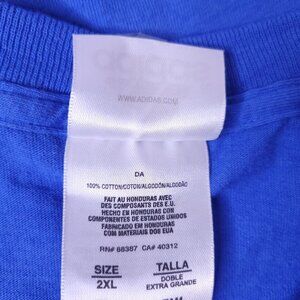 adidas
WWW.ADIDAS.COM
DA
100% COTTON/COTON/ALGODÓN/ALGODÃO
FAIT AU HONDURAS AVEC
DES COMPOSANTS DES E.U.
HECHO EN HONDURAS CON
COMPONENTES DE ESTADOS UNIDOS
FABRICADO EM HONDURAS
COM MATERIAIS DOS EUA
RN# 88387 CA# 40312
SIZE TALLA
2XL DOBLE
EXTRA GRANDE